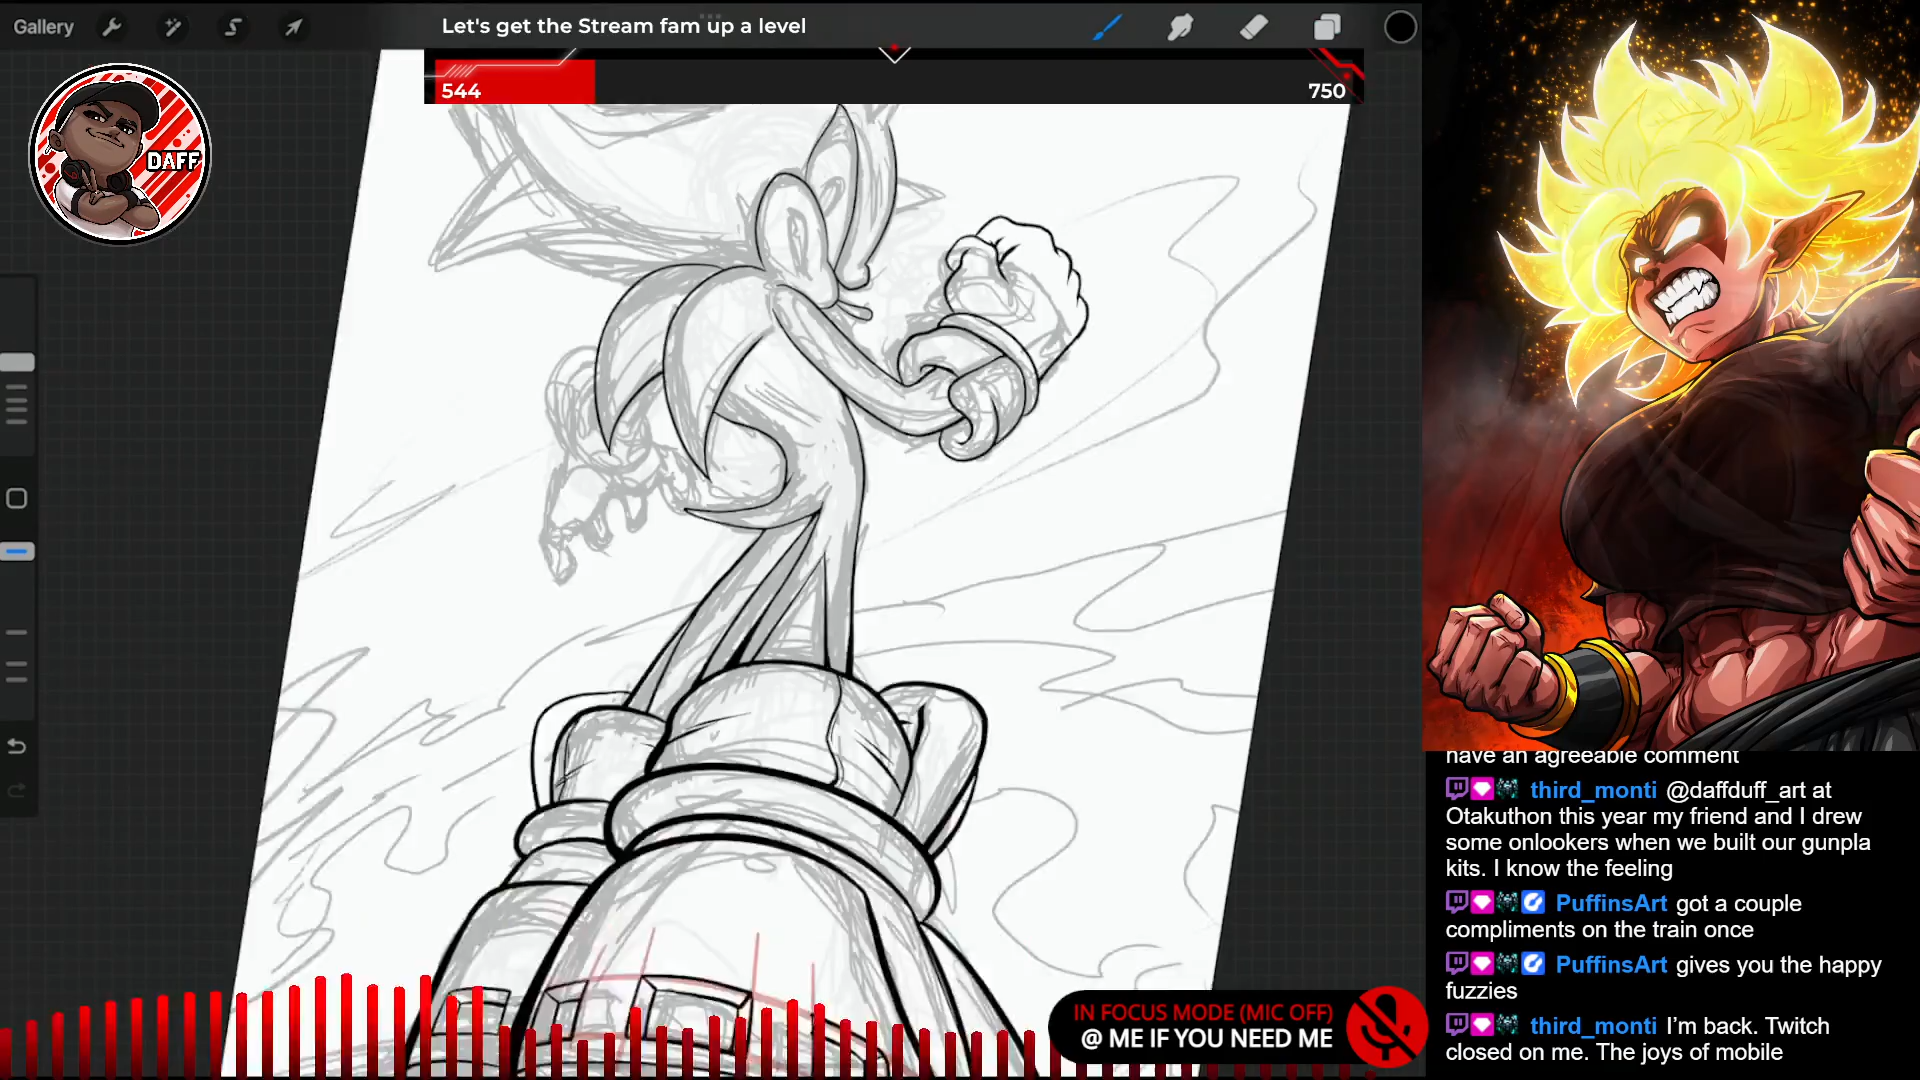 Gallery
Let's get the Stream fam up a level
544
750
DAFF
have an agreeable comment
third_monti @daffduff_art at
Otakuthon this year my friend and I drew
some onlookers when we built our gunpla
kits. I know the feeling
PuffinsArt got a couple
compliments on the train once
PuffinsArt gives you the happy
fuzzies
third_monti I’m back. Twitch
closed on me. The joys of mobile
IN FOCUS MODE (MIC OFF)
@ ME IF YOU NEED ME